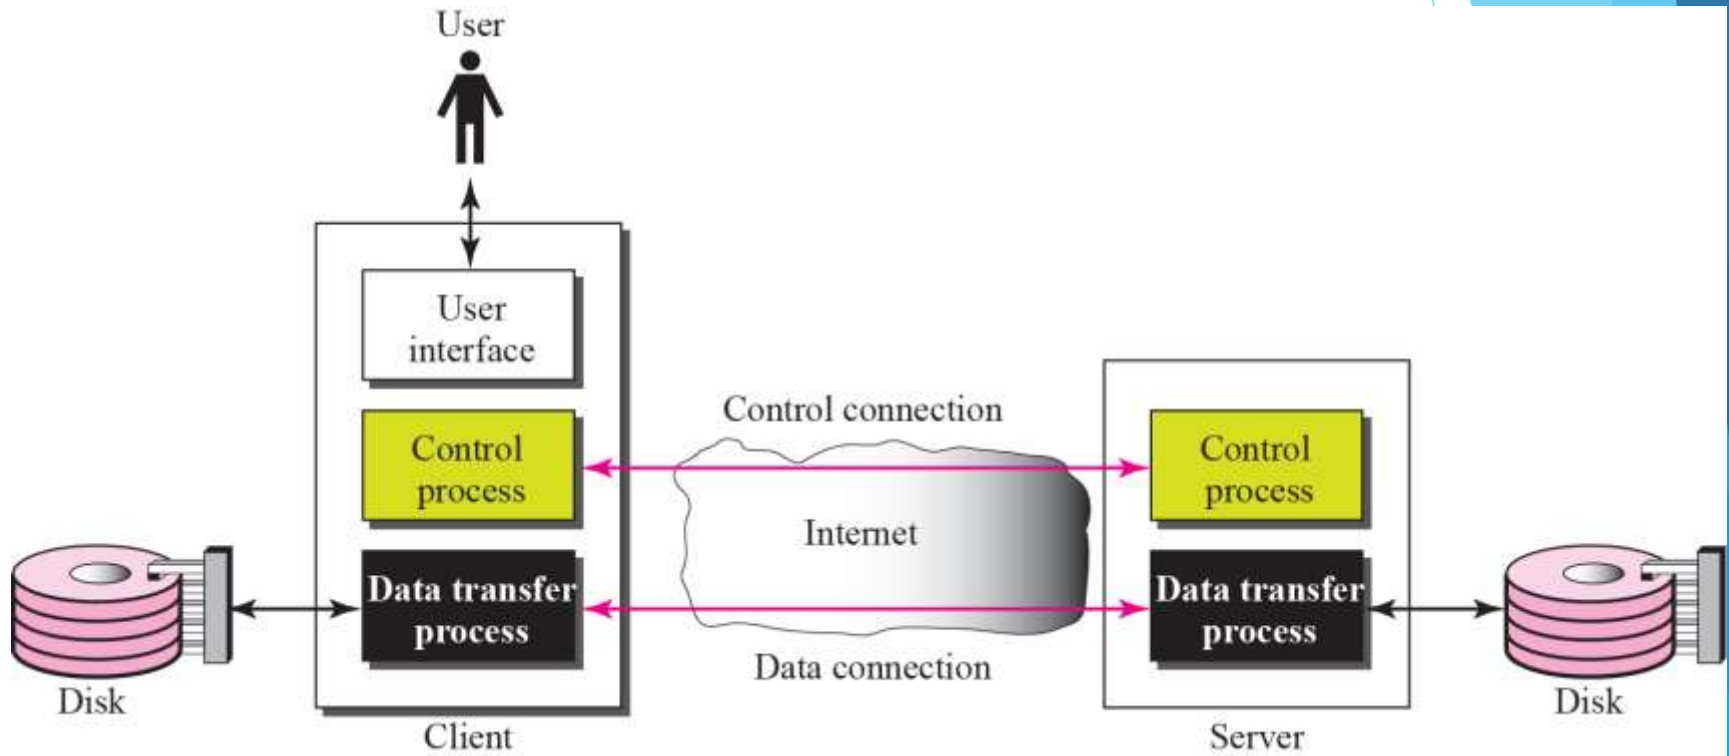 User
User
interface
Control connection
Control
process
Control
process
Internet
Data transfer
process
Data transfer
process
Data connection
Disk
Disk
Client
Server